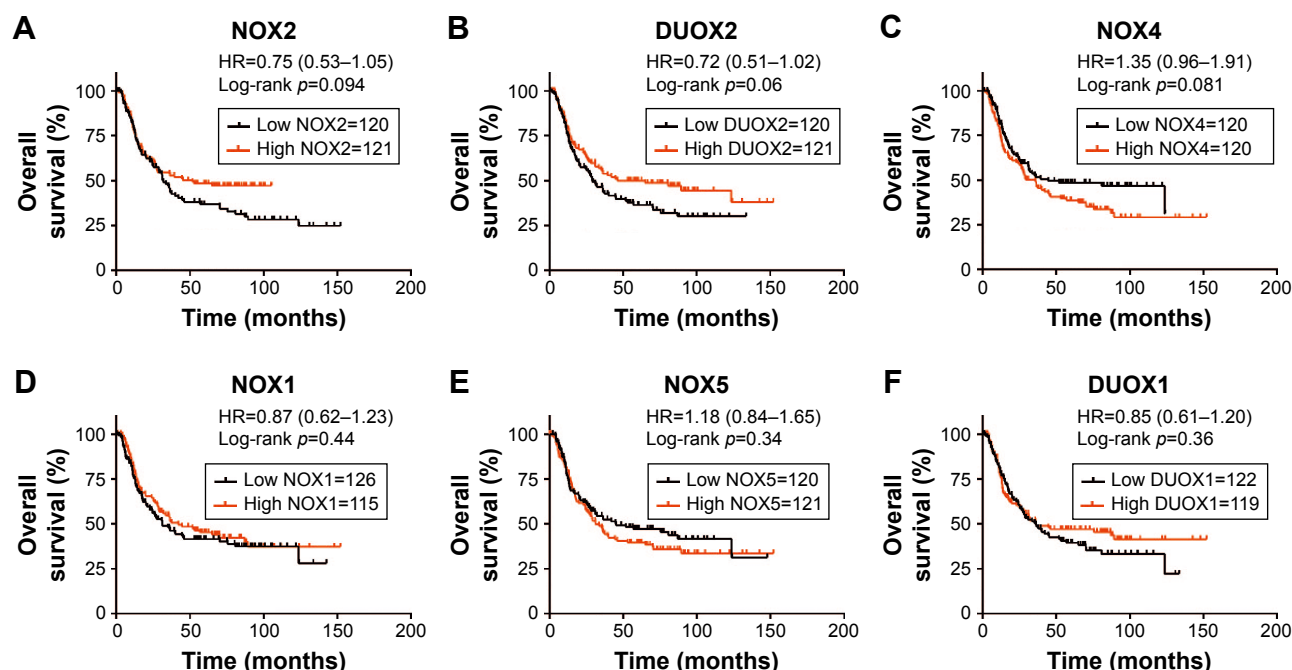 A
NOX2
HR=0.75 (0.53–1.05)
Log-rank p=0.094
Low NOX2=120
High NOX2=121
Overall
survival (%)
100
75
50
25
0
0 50 100 150 200
Time (months)
B
DUOX2
HR=0.72 (0.51–1.02)
Log-rank p=0.06
Low DUOX2=120
High DUOX2=121
Overall
survival (%)
100
75
50
25
0
0 50 100 150 200
Time (months)
C
NOX4
HR=1.35 (0.96–1.91)
Log-rank p=0.081
Low NOX4=120
High NOX4=120
Overall
survival (%)
100
75
50
25
0
0 50 100 150 200
Time (months)
D
NOX1
HR=0.87 (0.62–1.23)
Log-rank p=0.44
Low NOX1=126
High NOX1=115
Overall
survival (%)
100
75
50
25
0
0 50 100 150 200
Time (months)
E
NOX5
HR=1.18 (0.84–1.65)
Log-rank p=0.34
Low NOX5=120
High NOX5=121
Overall
survival (%)
100
75
50
25
0
0 50 100 150 200
Time (months)
F
DUOX1
HR=0.85 (0.61–1.20)
Log-rank p=0.36
Low DUOX1=122
High DUOX1=119
Overall
survival (%)
100
75
50
25
0
0 50 100 150 200
Time (months)